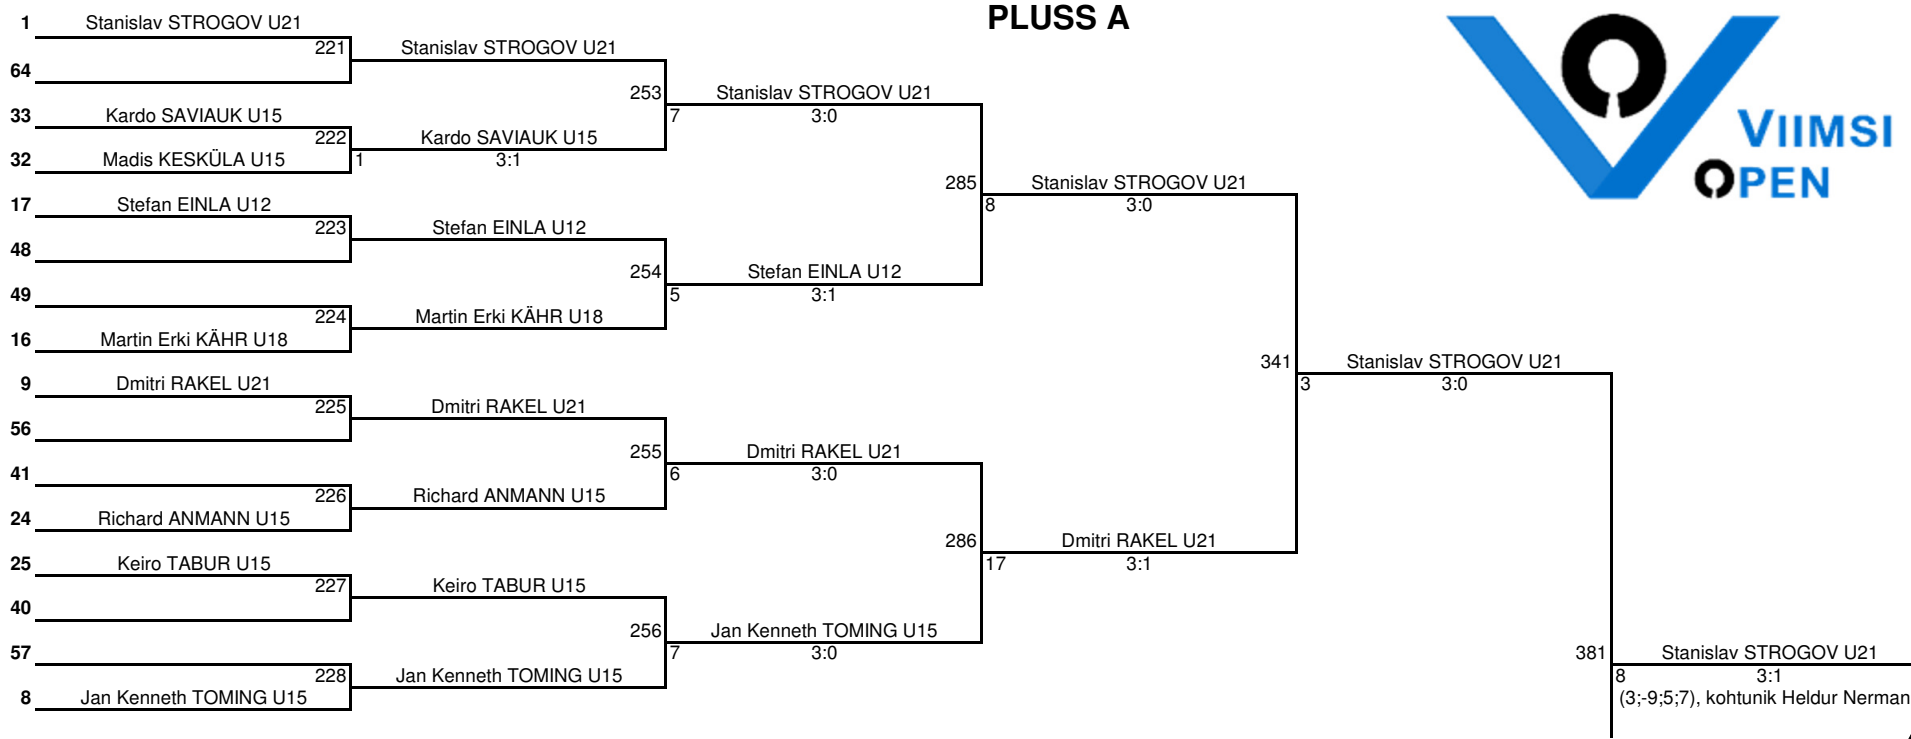 PLUSS A
VIIMSI
OPEN
1 Stanislav STROGOV U21
221 Stanislav STROGOV U21
64
253 Stanislav STROGOV U21
7 3:0
33 Kardo SAVIAUK U15
222 Kardo SAVIAUK U15
32 Madis KESKÜLA U15
1 3:1
285 Stanislav STROGOV U21
8 3:0
17 Stefan EINLA U12
223 Stefan EINLA U12
48
254 Stefan EINLA U12
5 3:1
49
224 Martin Erki KÄHR U18
16 Martin Erki KÄHR U18
341 Stanislav STROGOV U21
3 3:0
9 Dmitri RAKEL U21
225 Dmitri RAKEL U21
56
255 Dmitri RAKEL U21
6 3:0
41
226 Richard ANMANN U15
24 Richard ANMANN U15
286 Dmitri RAKEL U21
17 3:1
25 Keiro TABUR U15
227 Keiro TABUR U15
40
256 Jan Kenneth TOMING U15
7 3:0
57
228 Jan Kenneth TOMING U15
8 Jan Kenneth TOMING U15
381 Stanislav STROGOV U21
8 3:1
(3;-9;5;7), kohtunik Heldur Nerman